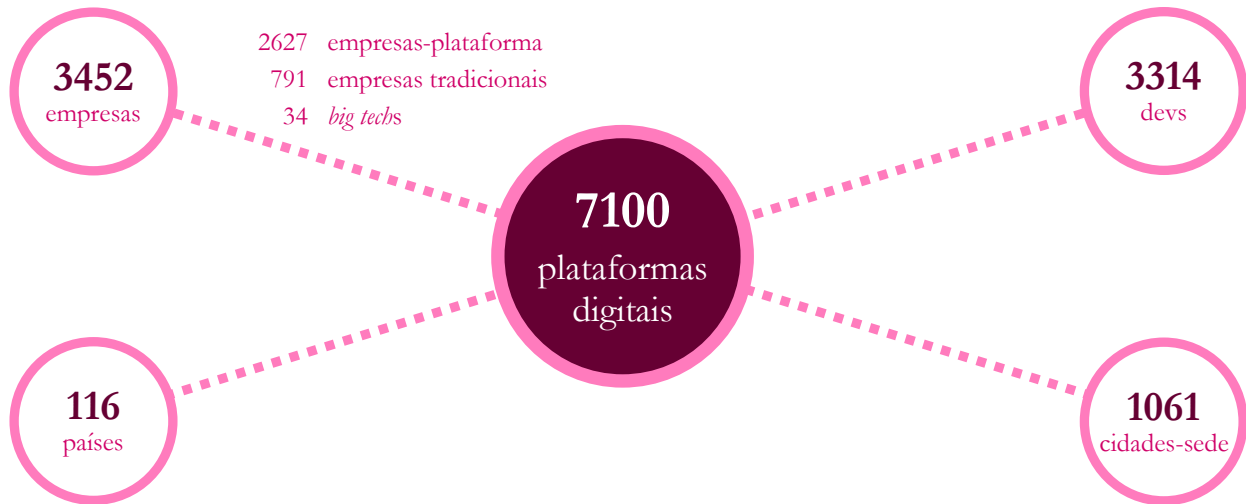 3452
empresas
2627 empresas-plataforma
791 empresas tradicionais
34 big techs
3314
devs
7100
plataformas
digitais
116
países
1061
cidades-sede